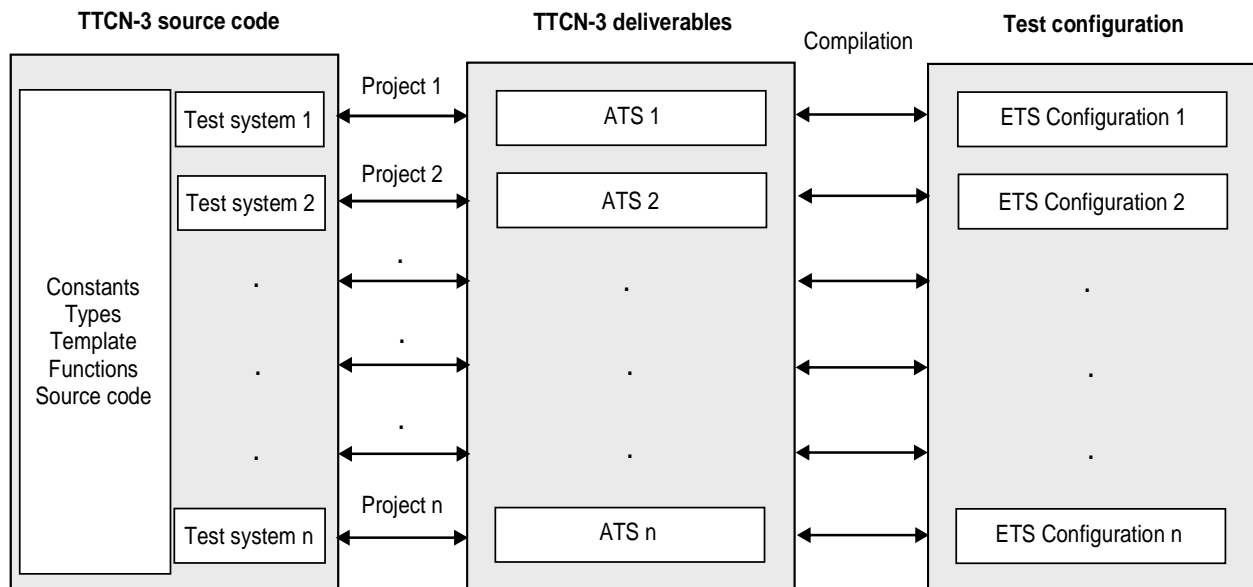 TTCN-3 source code
TTCN-3 deliverables
Compilation
Test configuration
Project 1
Test system 1
ATS 1
ETS Configuration 1
Project 2
Test system 2
ATS 2
ETS Configuration 2
.
.
.
.
Constants
Types
Template
Functions
Source code
.
.
.
.
.
.
.
.
Project n
Test system n
ATS n
ETS Configuration n